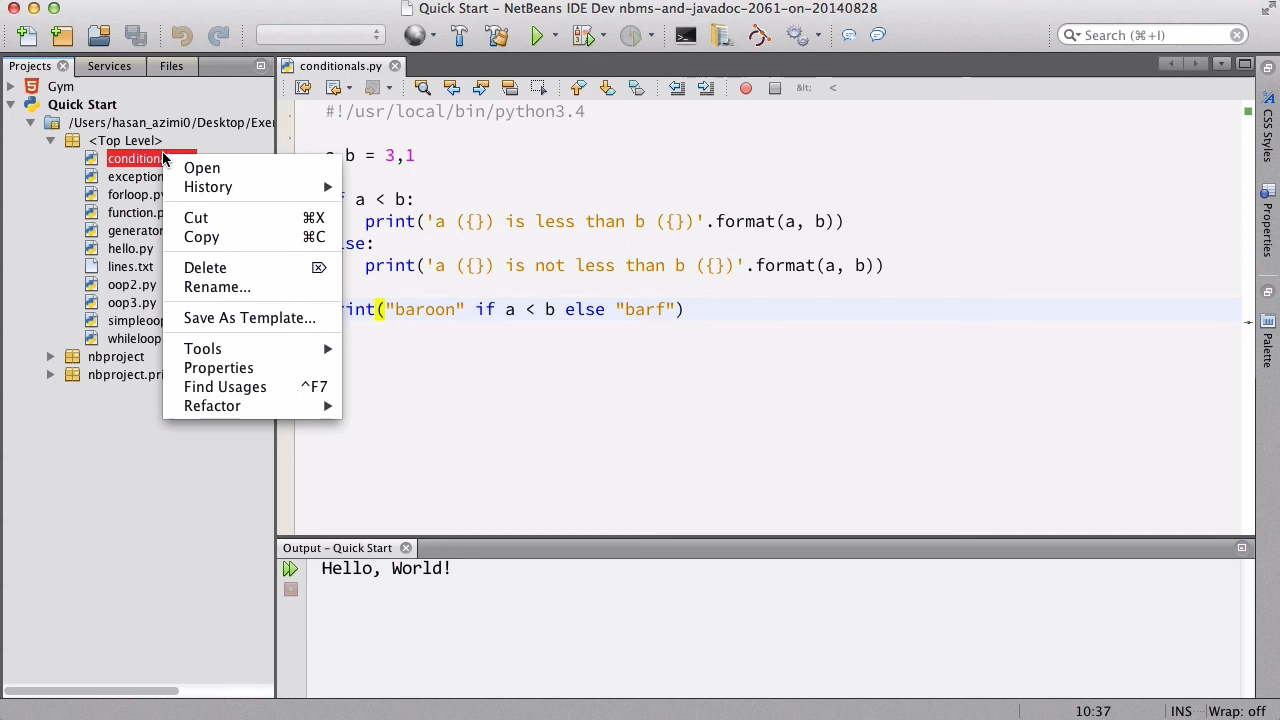 Quick Start – NetBeans IDE Dev nbms-and-javadoc-2061-on-20140828
Search (⌘+I)
Projects
Services
Files
Gym
Quick Start
/Users/hasan_azimi0/Desktop/Exer
<Top Level>
condition
exception
forloop.py
function.p
generator
hello.py
lines.txt
oop2.py
oop3.py
simpleoop
whileloop
nbproject
nbproject.pri
Open
History
Cut ⌘X
Copy ⌘C
Delete ⌦
Rename...
Save As Template...
Tools
Properties
Find Usages ^F7
Refactor
conditionals.py
&lt; <
#!/usr/local/bin/python3.4
b = 3,1
a < b:
print('a ({}) is less than b ({})'.format(a, b))
lse:
print('a ({}) is not less than b ({})'.format(a, b))
int("baroon" if a < b else "barf")
Output – Quick Start
Hello, World!
CSS Styles
Properties
Palette
10:37
INS
Wrap: off